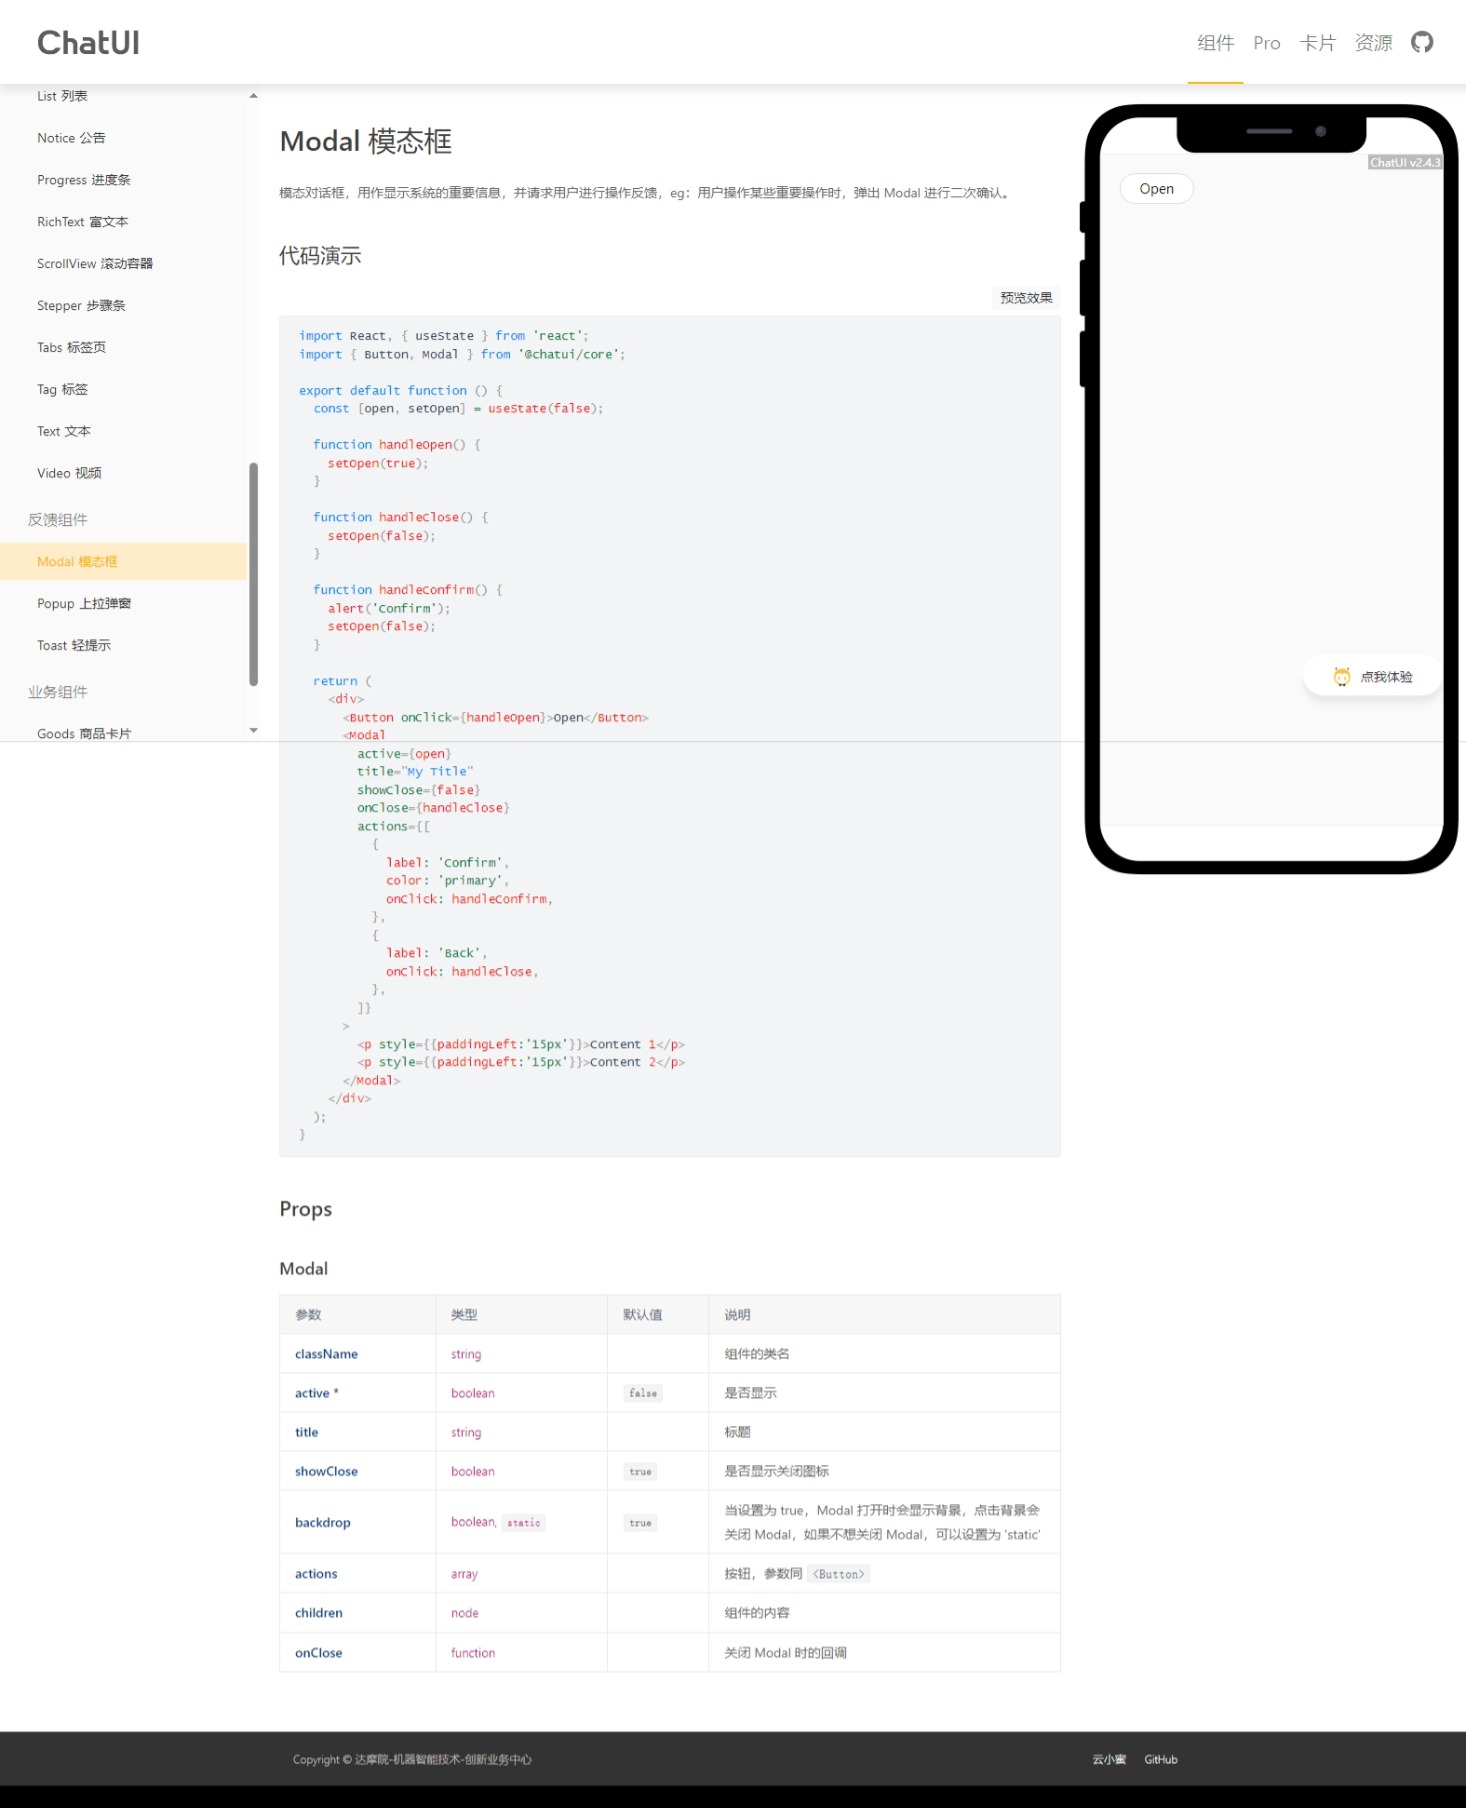 ChatUI
组件 Pro 卡片 资源
List 列表
Notice 公告
Progress 进度条
RichText 富文本
ScrollView 滚动容器
Stepper 步骤条
Tabs 标签页
Tag 标签
Text 文本
Video 视频
反馈组件
Modal 模态框
Popup 上拉弹窗
Toast 轻提示
业务组件
Goods 商品卡片
Modal 模态框
模态对话框，用作显示系统的重要信息，并请求用户进行操作反馈，eg：用户操作某些重要操作时，弹出 Modal 进行二次确认。
代码演示
预览效果
import React, { useState } from 'react';
import { Button, Modal } from '@chatui/core';
export default function () {
const [open, setOpen] = useState(false);
function handleOpen() {
setOpen(true);
}
function handleClose() {
setOpen(false);
}
function handleConfirm() {
alert('Confirm');
setOpen(false);
}
return (
<div>
<Button onClick={handleOpen}>Open</Button>
<Modal
active={open}
title="My Title"
showClose={false}
onClose={handleClose}
actions={[
{
label: 'Confirm',
color: 'primary',
onClick: handleConfirm,
},
{
label: 'Back',
onClick: handleClose,
},
]}
>
<p style={{paddingLeft:'15px'}}>Content 1</p>
<p style={{paddingLeft:'15px'}}>Content 2</p>
</Modal>
</div>
);
}
ChatUI v2.4.3
Open
点我体验
Props
Modal
参数 类型 默认值 说明
className string 组件的类名
active * boolean false 是否显示
title string 标题
showClose boolean true 是否显示关闭图标
backdrop boolean, static true 当设置为 true，Modal 打开时会显示背景，点击背景会
关闭 Modal，如果不想关闭 Modal，可以设置为 'static'
actions array 按钮，参数同 <Button>
children node 组件的内容
onClose function 关闭 Modal 时的回调
Copyright © 达摩院-机器智能技术-创新业务中心
云小蜜 GitHub